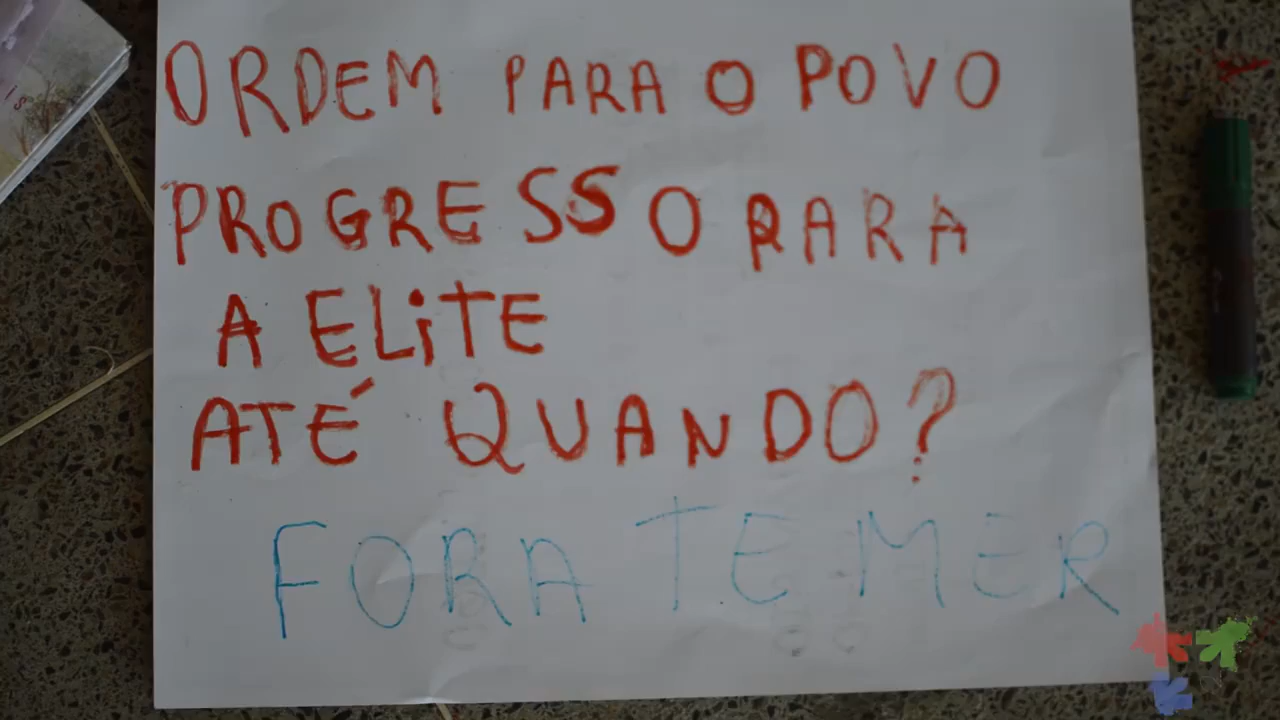 ORDEM PARA O POVO
PROGRESSO PARA
A ELiTE
ATÉ QUANDO?
FORA TEMER